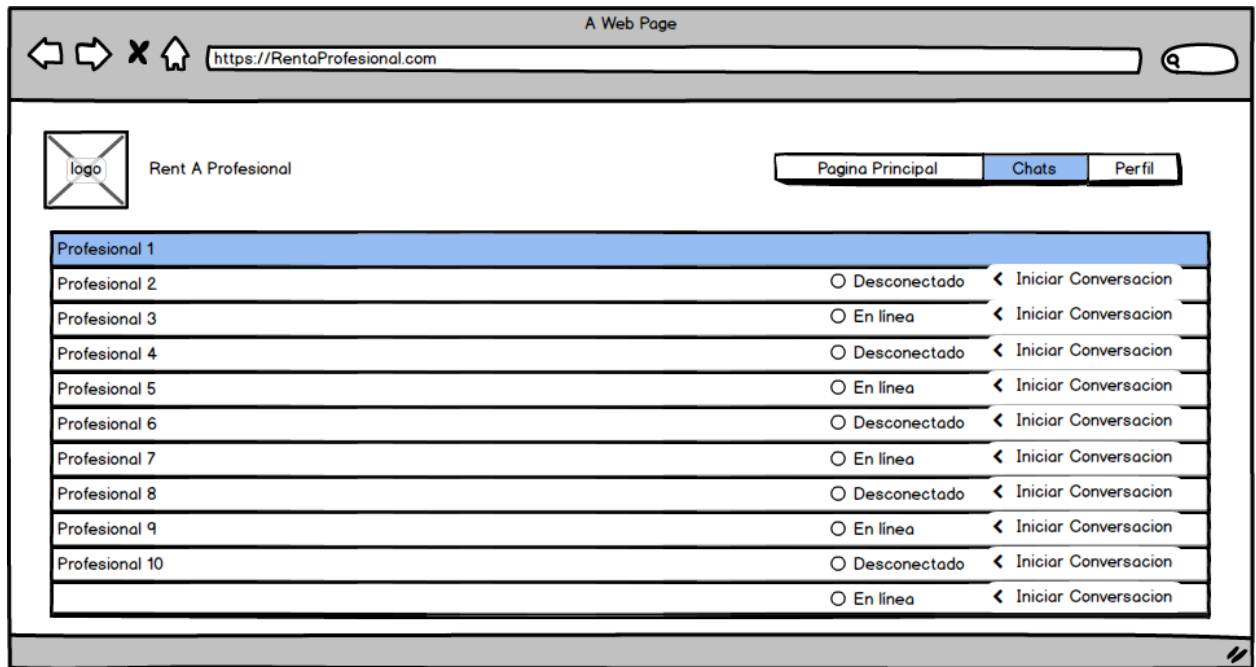 A Web Page
https://RentaProfesional.com
logo Rent A Profesional Pagina Principal Chats Perfil
Profesional 1
Profesional 2 Desconectado Iniciar Conversacion
Profesional 3 En línea Iniciar Conversacion
Profesional 4 Desconectado Iniciar Conversacion
Profesional 5 En línea Iniciar Conversacion
Profesional 6 Desconectado Iniciar Conversacion
Profesional 7 En línea Iniciar Conversacion
Profesional 8 Desconectado Iniciar Conversacion
Profesional 9 En línea Iniciar Conversacion
Profesional 10 Desconectado Iniciar Conversacion
En línea Iniciar Conversacion